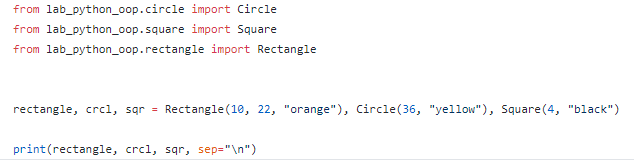 from lab_python_oop.circle import Circle
from lab_python_oop.square import Square
from lab_python_oop.rectangle import Rectangle
rectangle, crcl, sqr = Rectangle(10, 22, "orange"), Circle(36, "yellow"), Square(4, "black")
print(rectangle, crcl, sqr, sep="\n")